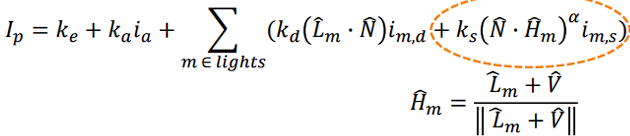 I_p = k_e + k_a i_a + ∑_{m ∈ lights} (k_d(L̂_m · N̂)i_{m,d} + k_s(N̂ · Ĥ_m)^α i_{m,s})
Ĥ_m = (L̂_m + V̂) / ‖ L̂_m + V̂ ‖